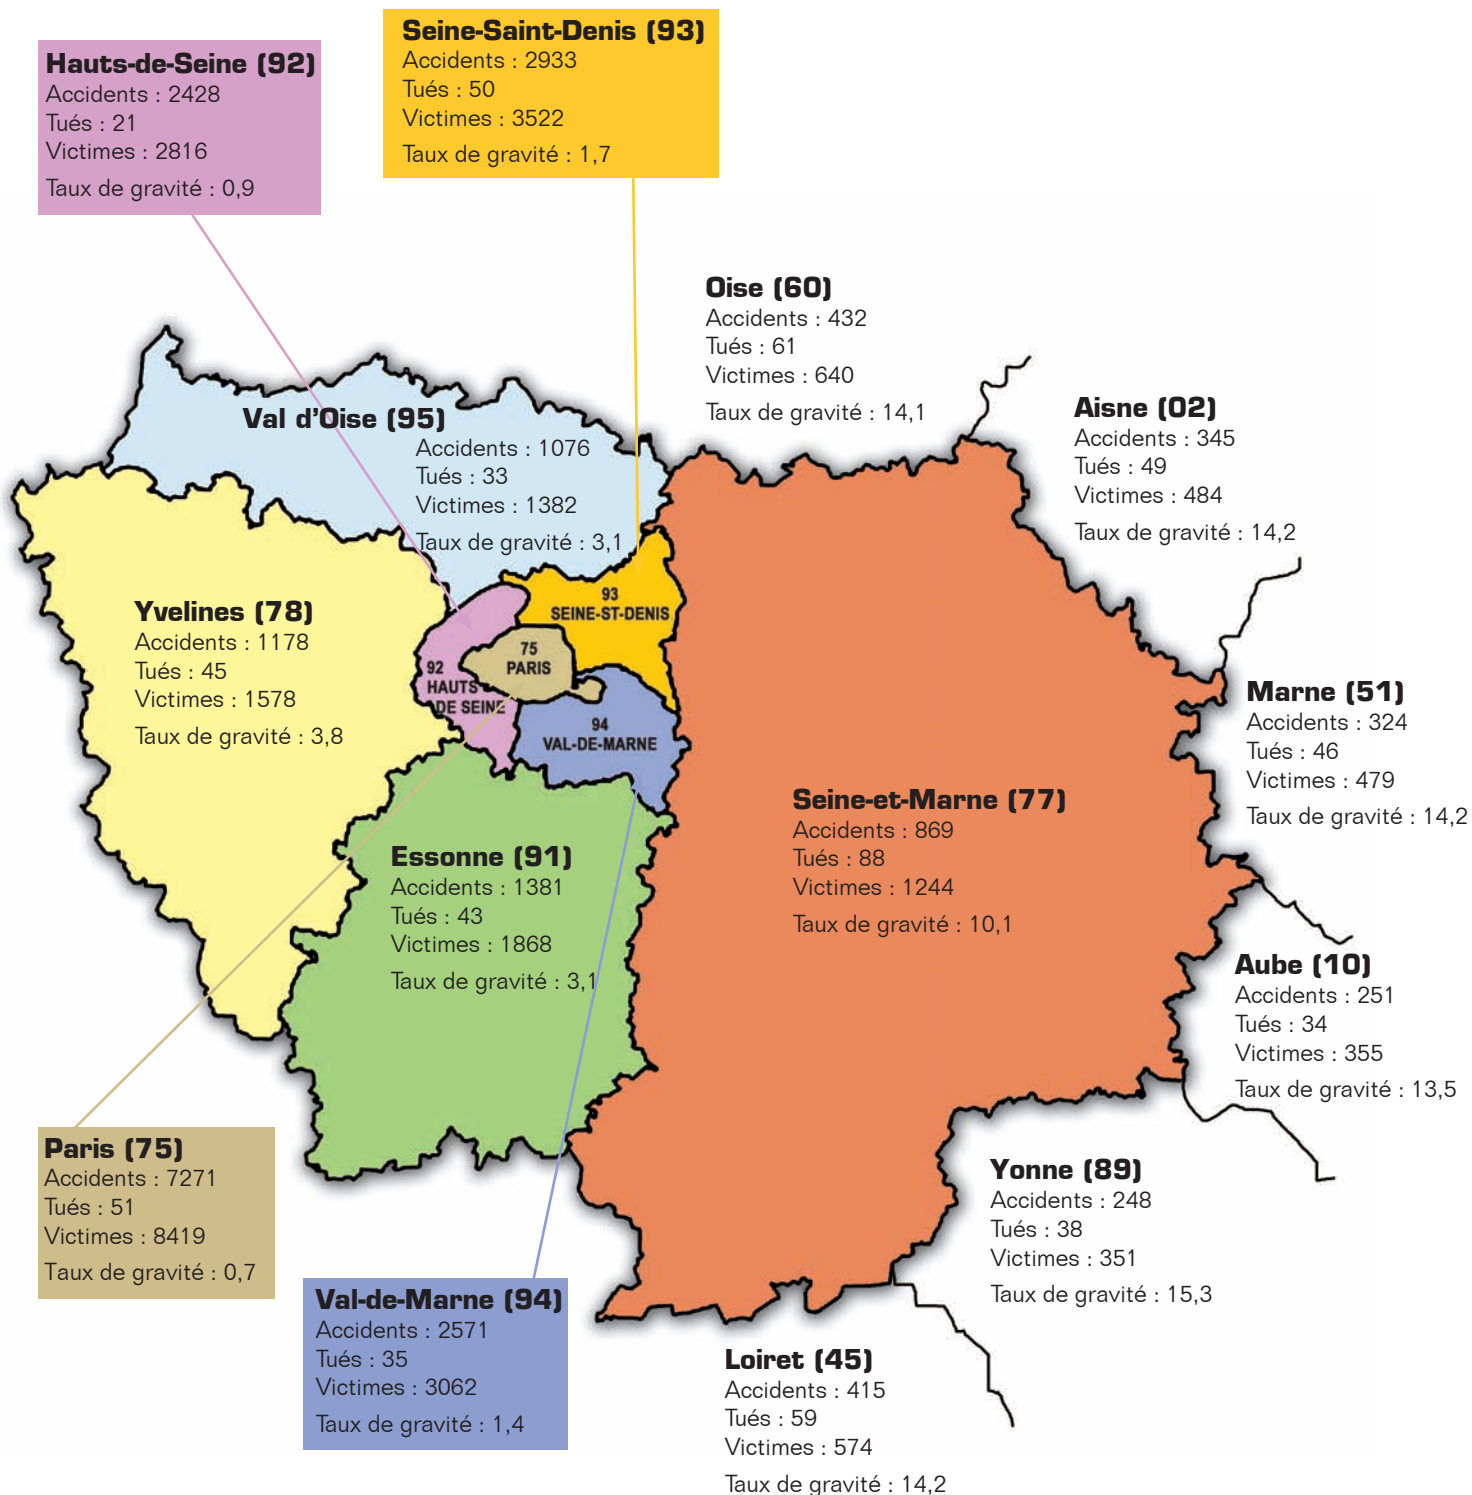 Seine-Saint-Denis (93)
Accidents : 2933
Tués : 50
Victimes : 3522
Taux de gravité : 1,7
Hauts-de-Seine (92)
Accidents : 2428
Tués : 21
Victimes : 2816
Taux de gravité : 0,9
Oise (60)
Accidents : 432
Tués : 61
Victimes : 640
Taux de gravité : 14,1
Aisne (02)
Accidents : 345
Tués : 49
Victimes : 484
Taux de gravité : 14,2
Val d'Oise (95)
Accidents : 1076
Tués : 33
Victimes : 1382
Taux de gravité : 3,1
93
SEINE-ST-DENIS
Yvelines (78)
Accidents : 1178
Tués : 45
Victimes : 1578
Taux de gravité : 3,8
75
PARIS
92
HAUTS
DE SEINE
94
VAL-DE-MARNE
Marne (51)
Accidents : 324
Tués : 46
Victimes : 479
Taux de gravité : 14,2
Seine-et-Marne (77)
Accidents : 869
Tués : 88
Victimes : 1244
Taux de gravité : 10,1
Essonne (91)
Accidents : 1381
Tués : 43
Victimes : 1868
Taux de gravité : 3,1
Aube (10)
Accidents : 251
Tués : 34
Victimes : 355
Taux de gravité : 13,5
Paris (75)
Accidents : 7271
Tués : 51
Victimes : 8419
Taux de gravité : 0,7
Yonne (89)
Accidents : 248
Tués : 38
Victimes : 351
Taux de gravité : 15,3
Val-de-Marne (94)
Accidents : 2571
Tués : 35
Victimes : 3062
Taux de gravité : 1,4
Loiret (45)
Accidents : 415
Tués : 59
Victimes : 574
Taux de gravité : 14,2